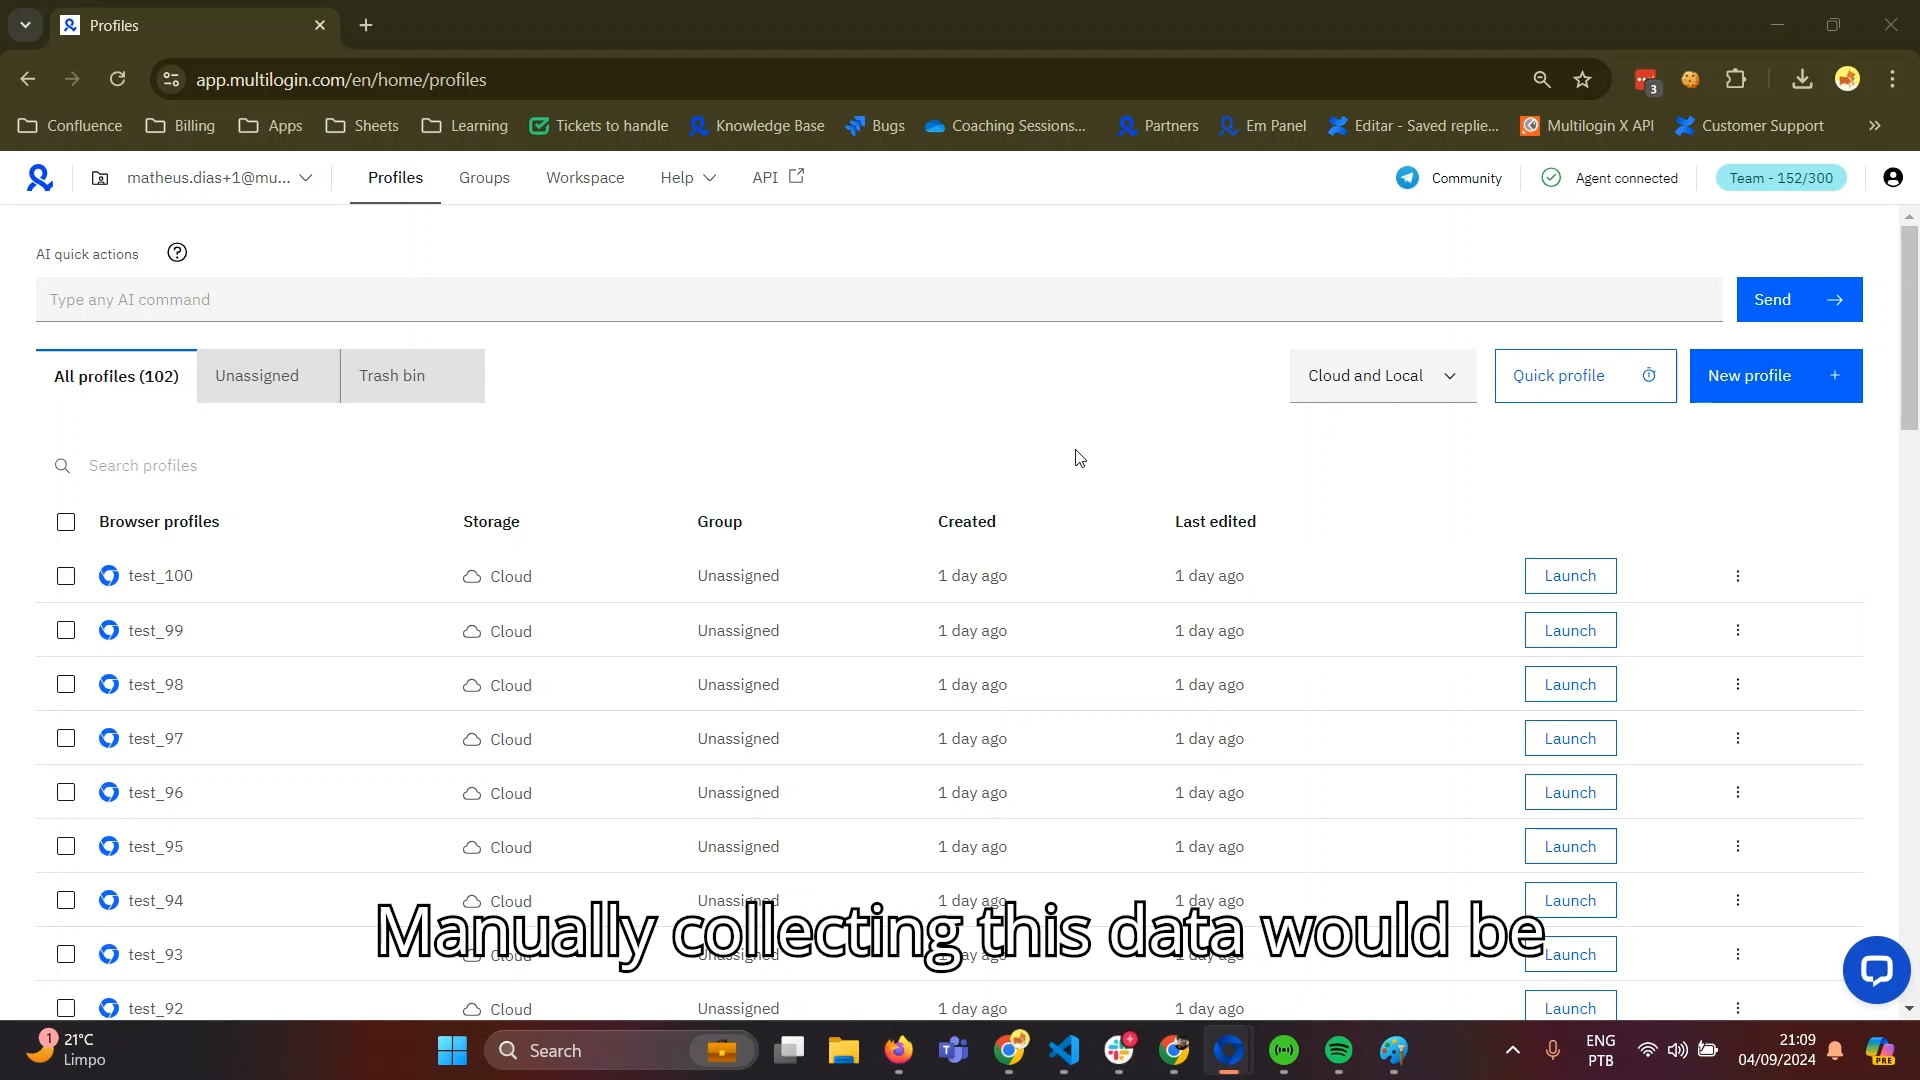 Profiles
app.multilogin.com/en/home/profiles
3
Confluence Billing Apps Sheets Learning Tickets to handle Knowledge Base Bugs Coaching Sessions... Partners Em Panel Editar - Saved replie... Multilogin X API Customer Support »
matheus.dias+1@mu... Profiles Groups Workspace Help API Community Agent connected Team - 152/300
AI quick actions
Type any AI command Send
All profiles (102) Unassigned Trash bin Cloud and Local Quick profile New profile +
Search profiles
Browser profiles Storage Group Created Last edited
test_100 Cloud Unassigned 1 day ago 1 day ago Launch
test_99 Cloud Unassigned 1 day ago 1 day ago Launch
test_98 Cloud Unassigned 1 day ago 1 day ago Launch
test_97 Cloud Unassigned 1 day ago 1 day ago Launch
test_96 Cloud Unassigned 1 day ago 1 day ago Launch
test_95 Cloud Unassigned 1 day ago 1 day ago Launch
test_94 Cloud Unassigned 1 day ago 1 day ago Launch
Manually collecting this data would be
test_93 Cloud Unassigned 1 day ago 1 day ago Launch
test_92 Cloud Unassigned 1 day ago 1 day ago Launch
1 21°C
Limpo
Search
ENG
PTB
21:09
04/09/2024
PRE